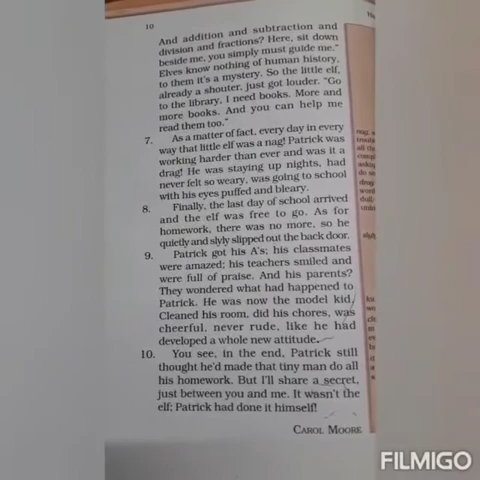 10
And addition and subtraction and
division and fractions? Here, sit down
beside me, you simply must guide me."
Elves know nothing of human history,
to them it's a mystery. So the little elf,
already a shouter, just got louder. "Go
to the library, I need books. More and
more books. And you can help me
read them too."
7. As a matter of fact, every day in every
way that little elf was a nag! Patrick was
working harder than ever and was it a
drag! He was staying up nights, had
never felt so weary, was going to school
with his eyes puffed and bleary.
8. Finally, the last day of school arrived
and the elf was free to go. As for
homework, there was no more, so he
quietly and slyly slipped out the back door.
9. Patrick got his A's; his classmates
were amazed; his teachers smiled and
were full of praise. And his parents?
They wondered what had happened to
Patrick. He was now the model kid.
Cleaned his room, did his chores, was
cheerful, never rude, like he had
developed a whole new attitude.
10. You see, in the end, Patrick still
thought he'd made that tiny man do all
his homework. But I'll share a secret,
just between you and me. It wasn't the
elf; Patrick had done it himself!
CAROL MOORE
FILMIGO